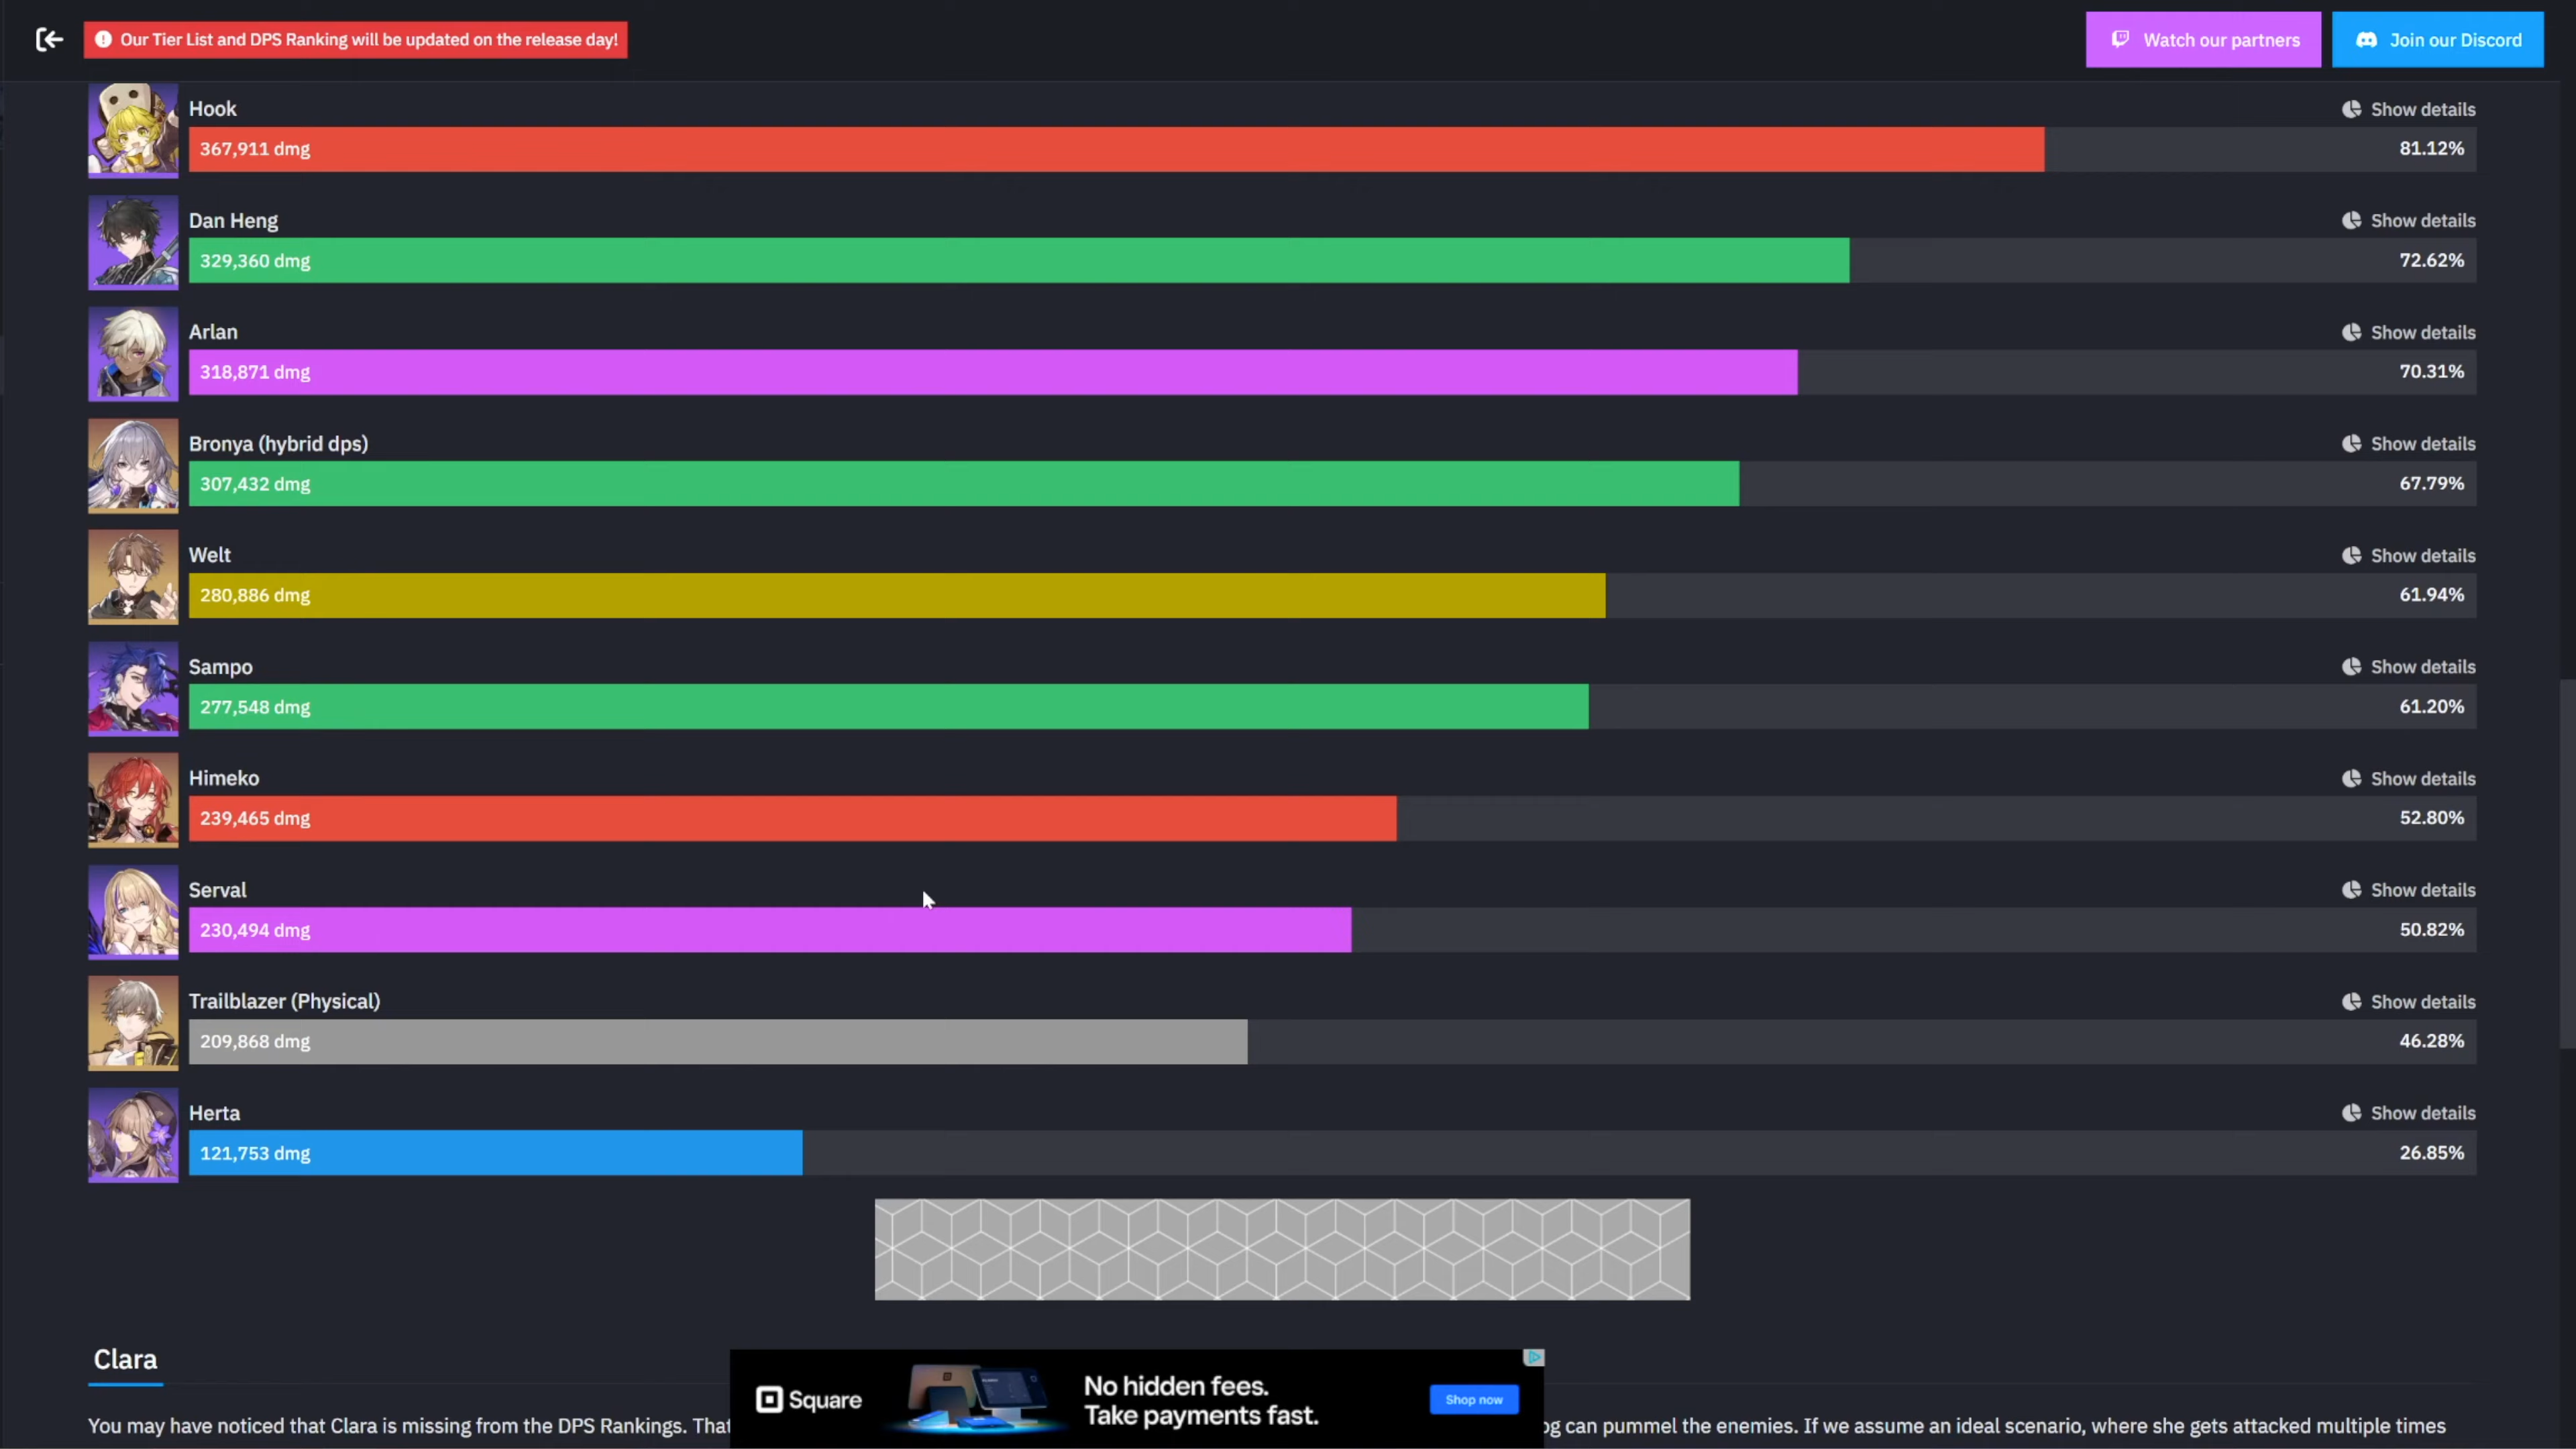 Our Tier List and DPS Ranking will be updated on the release day!
Watch our partners
Join our Discord
Hook
Show details
367,911 dmg
81.12%
Dan Heng
Show details
329,360 dmg
72.62%
Arlan
Show details
318,871 dmg
70.31%
Bronya (hybrid dps)
Show details
307,432 dmg
67.79%
Welt
Show details
280,886 dmg
61.94%
Sampo
Show details
277,548 dmg
61.20%
Himeko
Show details
239,465 dmg
52.80%
Serval
Show details
230,494 dmg
50.82%
Trailblazer (Physical)
Show details
209,868 dmg
46.28%
Herta
Show details
121,753 dmg
26.85%
Clara
Square
No hidden fees.
Take payments fast.
Shop now
You may have noticed that Clara is missing from the DPS Rankings. can pummel the enemies. If we assume an ideal scenario, where she gets attacked multiple times